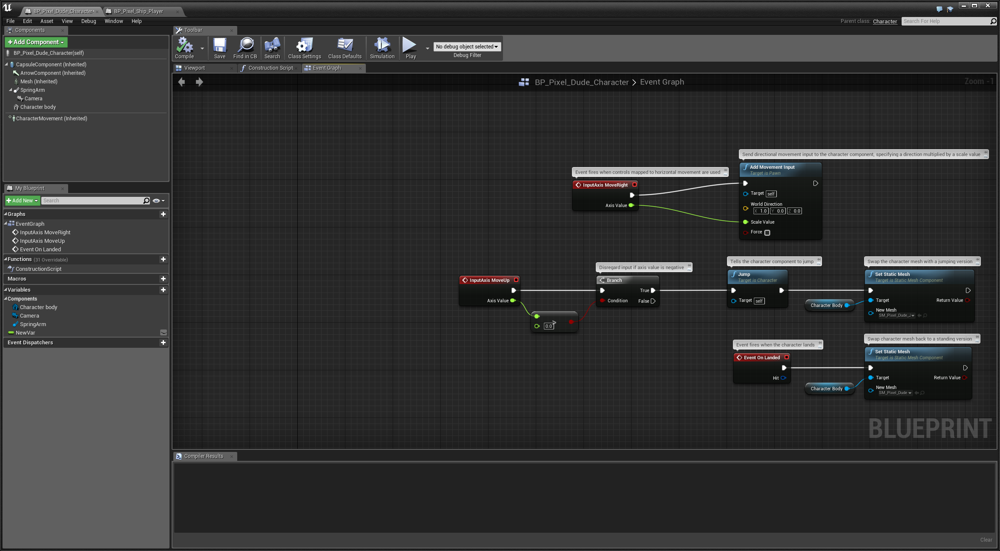 BP_Pixel_Dude_Character
BP_Pixel_Ship_Player
File Edit Asset View Debug Window Help
Parent class: Character
Search For Help
Components
Add Component
BP_Pixel_Dude_Character(self)
CapsuleComponent (Inherited)
ArrowComponent (Inherited)
Mesh (Inherited)
SpringArm
Camera
Character body
CharacterMovement (Inherited)
My Blueprint
Add New
Search
Graphs
EventGraph
InputAxis MoveRight
InputAxis MoveUp
Event On Landed
Functions (31 Overridable)
ConstructionScript
Macros
Variables
Components
Character body
Camera
SpringArm
NewVar
Event Dispatchers
Toolbar
Compile Save Find in CB Search Class Settings Class Defaults Simulation Play
No debug object selected
Debug Filter
Viewport Construction Script Event Graph
BP_Pixel_Dude_Character > Event Graph
Zoom -1
Send directional movement input to the character component, specifying a direction multiplied by a scale value
Add Movement Input
Target is Pawn
Target self
World Direction
X 1.0 Y 0.0 Z 0.0
Scale Value
Force
Event fires when controls mapped to horizontal movement are used
InputAxis MoveRight
Axis Value
InputAxis MoveUp
Axis Value
>
0.0
Disregard input if axis value is negative
Branch
True
Condition False
Tells the character component to jump
Jump
Target is Character
Target self
Swap the character mesh with a jumping version
Set Static Mesh
Target is Static Mesh Component
Character Body
Target Return Value
New Mesh
SM_Pixel_Dude_J
Event fires when the character lands
Event On Landed
Hit
Swap character mesh back to a standing version
Set Static Mesh
Target is Static Mesh Component
Character Body
Target Return Value
New Mesh
SM_Pixel_Dude
BLUEPRINT
Compiler Results
Clear